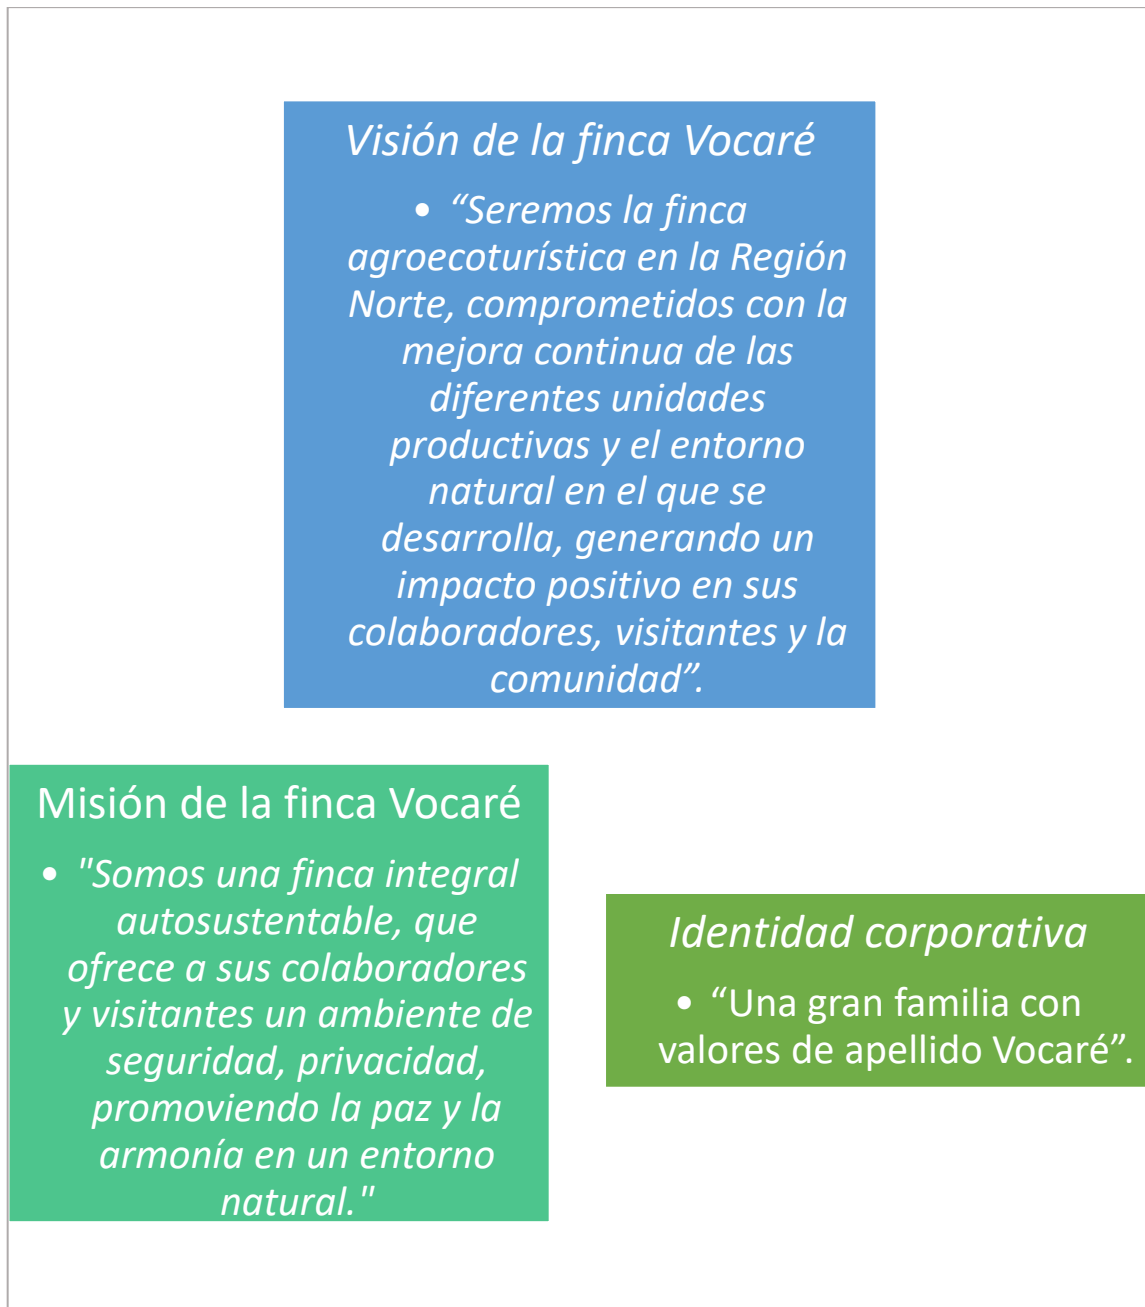 Visión de la finca Vocaré
• “Seremos la finca
agroecoturística en la Región
Norte, comprometidos con la
mejora continua de las
diferentes unidades
productivas y el entorno
natural en el que se
desarrolla, generando un
impacto positivo en sus
colaboradores, visitantes y la
comunidad”.
Misión de la finca Vocaré
• "Somos una finca integral
autosustentable, que
ofrece a sus colaboradores
y visitantes un ambiente de
seguridad, privacidad,
promoviendo la paz y la
armonía en un entorno
natural."
Identidad corporativa
• “Una gran familia con
valores de apellido Vocaré”.